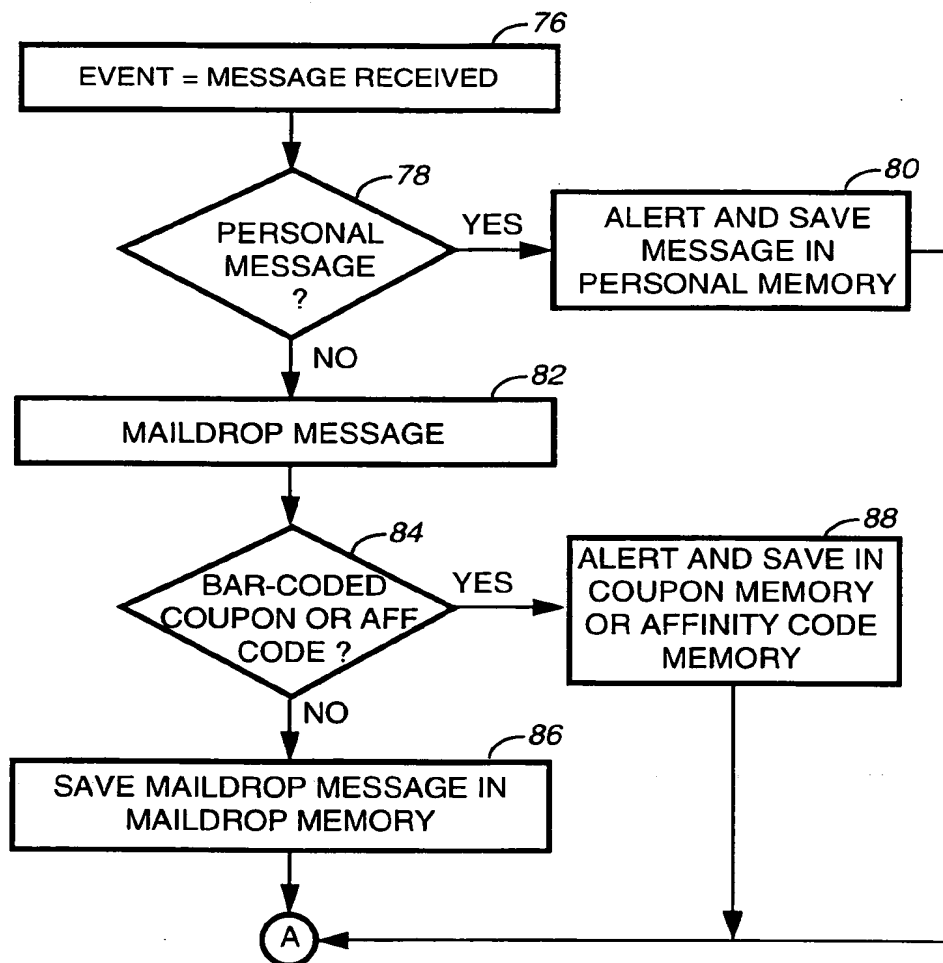 76
EVENT = MESSAGE RECEIVED
78
PERSONAL
MESSAGE
?
YES
80
ALERT AND SAVE
MESSAGE IN
PERSONAL MEMORY
NO
82
MAILDROP MESSAGE
84
BAR-CODED
COUPON OR AFF
CODE ?
YES
88
ALERT AND SAVE IN
COUPON MEMORY
OR AFFINITY CODE
MEMORY
NO
86
SAVE MAILDROP MESSAGE IN
MAILDROP MEMORY
A